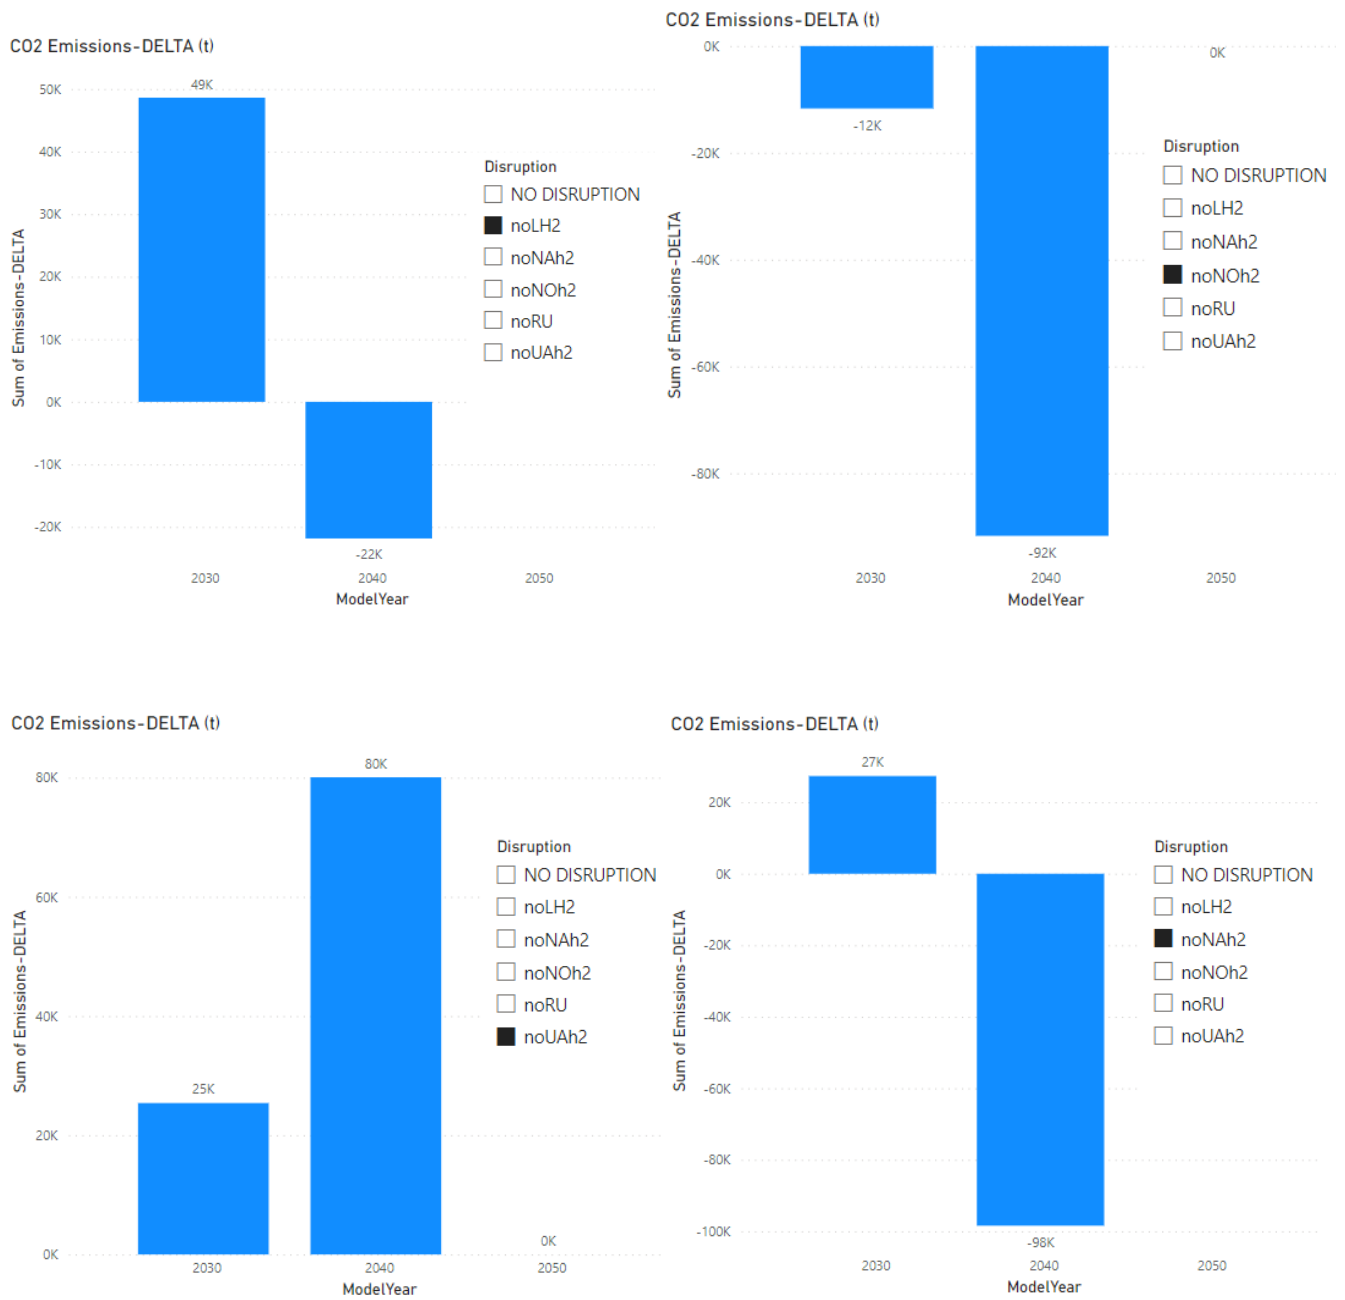 CO2 Emissions-DELTA (t)
49K
50K
40K
30K
20K
10K
0K
-10K
-20K
-22K
Sum of Emissions-DELTA
2030
2040
2050
ModelYear
Disruption
NO DISRUPTION
noLH2
noNAh2
noNOh2
noRU
noUAh2
CO2 Emissions-DELTA (t)
0K
-20K
-40K
-60K
-80K
-12K
-92K
0K
Sum of Emissions-DELTA
2030
2040
2050
ModelYear
Disruption
NO DISRUPTION
noLH2
noNAh2
noNOh2
noRU
noUAh2
CO2 Emissions-DELTA (t)
80K
80K
60K
40K
20K
0K
25K
0K
Sum of Emissions-DELTA
2030
2040
2050
ModelYear
Disruption
NO DISRUPTION
noLH2
noNAh2
noNOh2
noRU
noUAh2
CO2 Emissions-DELTA (t)
27K
20K
0K
-20K
-40K
-60K
-80K
-100K
-98K
Sum of Emissions-DELTA
2030
2040
2050
ModelYear
Disruption
NO DISRUPTION
noLH2
noNAh2
noNOh2
noRU
noUAh2